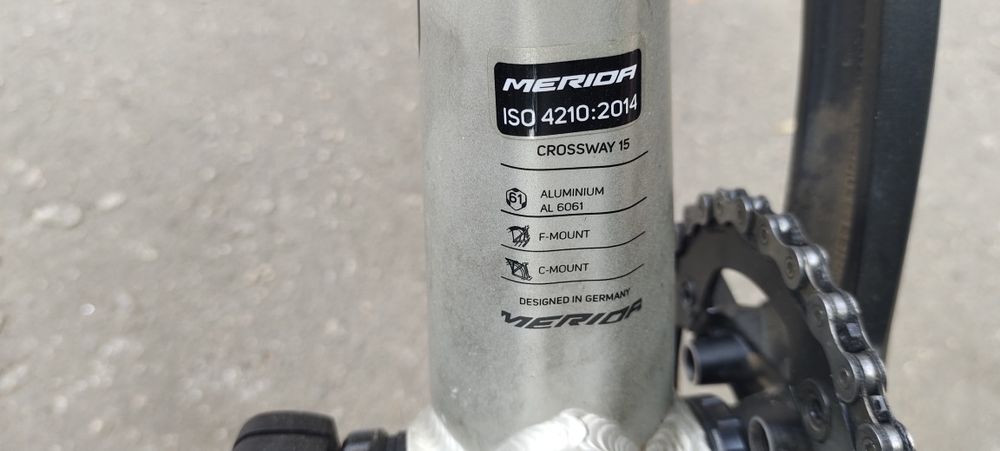 MERIDA
ISO 4210:2014
CROSSWAY 15
61
ALUMINIUM
AL 6061
F-MOUNT
C-MOUNT
DESIGNED IN GERMANY
MERIDA